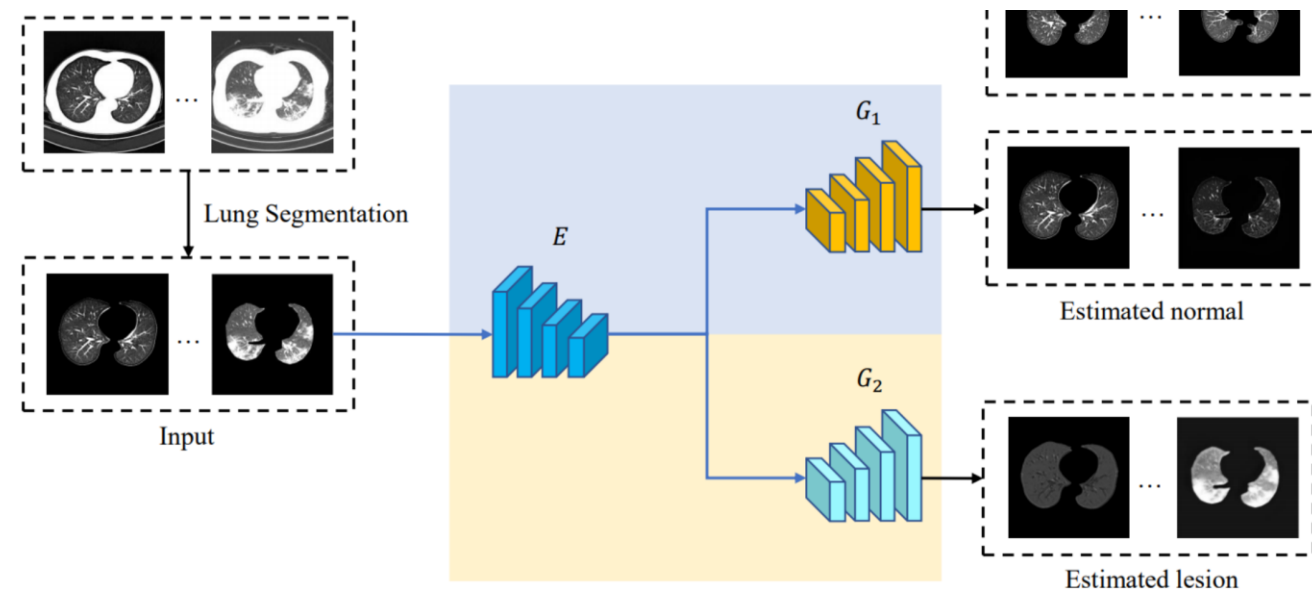 ...
...
G₁
...
Lung Segmentation
E
Estimated normal
...
G₂
Input
...
Estimated lesion